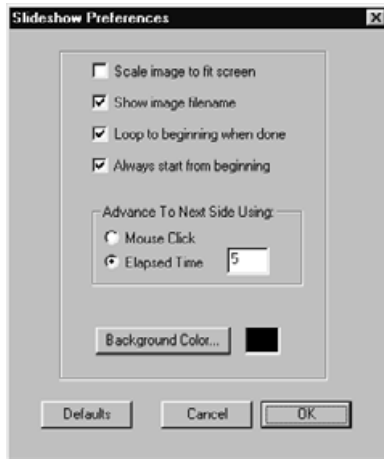 Slideshow Preferences
Scale image to fit screen
Show image filename
Loop to beginning when done
Always start from beginning
Advance To Next Side Using:
Mouse Click
Elapsed Time 5
Background Color...
Defaults Cancel OK